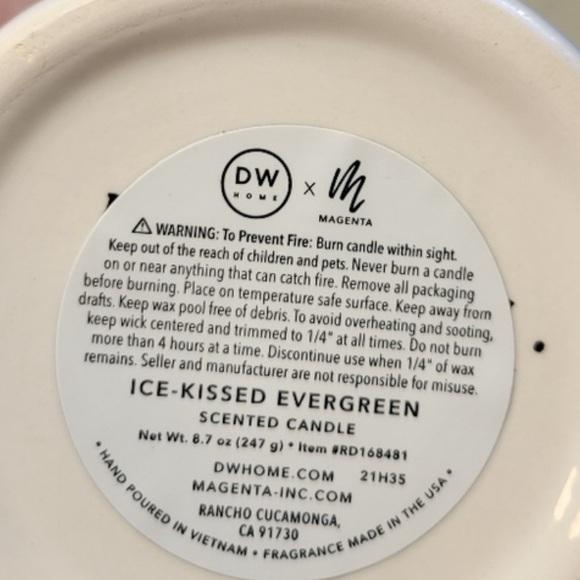 DW
HOME
x
M
MAGENTA
⚠ WARNING: To Prevent Fire: Burn candle within sight.
Keep out of the reach of children and pets. Never burn a candle
on or near anything that can catch fire. Remove all packaging
before burning. Place on temperature safe surface. Keep away from
drafts. Keep wax pool free of debris. To avoid overheating and sooting,
keep wick centered and trimmed to 1/4" at all times. Do not burn
more than 4 hours at a time. Discontinue use when 1/4" of wax
remains. Seller and manufacturer are not responsible for misuse.
ICE-KISSED EVERGREEN
SCENTED CANDLE
Net Wt. 8.7 oz (247 g) * Item #RD168481
DWHOME.COM 21H35
MAGENTA-INC.COM
RANCHO CUCAMONGA,
CA 91730
• HAND POURED IN VIETNAM • FRAGRANCE MADE IN THE USA •